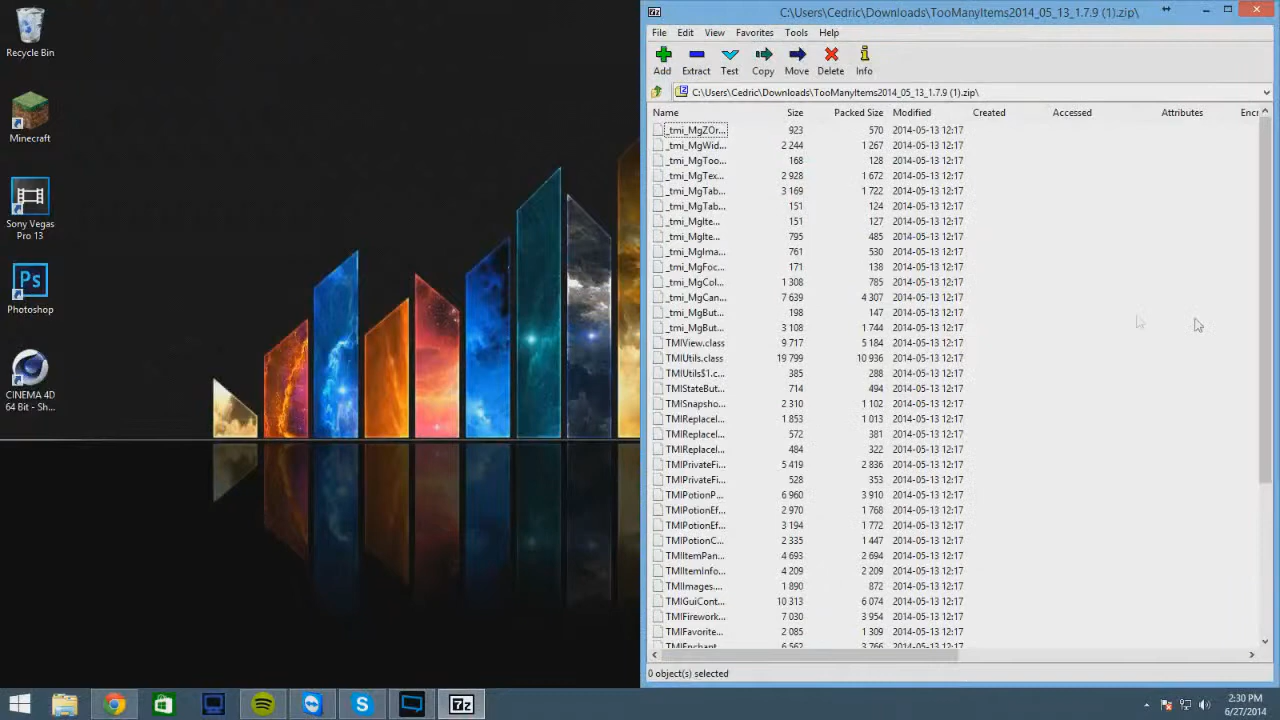 Recycle Bin
Minecraft
Sony Vegas
Pro 13
Ps
Photoshop
CINEMA 4D
64 Bit - Sh...
7z
C:\Users\Cedric\Downloads\TooManyItems2014_05_13_1.7.9 (1).zip\
File Edit View Favorites Tools Help
Add Extract Test Copy Move Delete Info
C:\Users\Cedric\Downloads\TooManyItems2014_05_13_1.7.9 (1).zip\
Name Size Packed Size Modified Created Accessed Attributes Encr
_tmi_MgZOr... 923 570 2014-05-13 12:17
_tmi_MgWid... 2 244 1 267 2014-05-13 12:17
_tmi_MgToo... 168 128 2014-05-13 12:17
_tmi_MgTex... 2 928 1 672 2014-05-13 12:17
_tmi_MgTab... 3 169 1 722 2014-05-13 12:17
_tmi_MgTab... 151 124 2014-05-13 12:17
_tmi_MgIte... 151 127 2014-05-13 12:17
_tmi_MgIte... 795 485 2014-05-13 12:17
_tmi_MgIma... 761 530 2014-05-13 12:17
_tmi_MgFoc... 171 138 2014-05-13 12:17
_tmi_MgCol... 1 308 785 2014-05-13 12:17
_tmi_MgCan... 7 639 4 307 2014-05-13 12:17
_tmi_MgBut... 198 147 2014-05-13 12:17
_tmi_MgBut... 3 108 1 744 2014-05-13 12:17
TMIView.class 9 717 5 184 2014-05-13 12:17
TMIUtils.class 19 799 10 936 2014-05-13 12:17
TMIUtils$1.c... 385 288 2014-05-13 12:17
TMIStateBut... 714 494 2014-05-13 12:17
TMISnapsho... 2 310 1 102 2014-05-13 12:17
TMIReplaceI... 1 853 1 013 2014-05-13 12:17
TMIReplaceI... 572 381 2014-05-13 12:17
TMIReplaceI... 484 322 2014-05-13 12:17
TMIPrivateFi... 5 419 2 836 2014-05-13 12:17
TMIPrivateFi... 528 353 2014-05-13 12:17
TMIPotionP... 6 960 3 910 2014-05-13 12:17
TMIPotionEf... 2 970 1 768 2014-05-13 12:17
TMIPotionEf... 3 194 1 772 2014-05-13 12:17
TMIPotionC... 2 335 1 447 2014-05-13 12:17
TMIItemPan... 4 693 2 694 2014-05-13 12:17
TMIItemInfo... 4 209 2 209 2014-05-13 12:17
TMIImages.... 1 890 872 2014-05-13 12:17
TMIGuiCont... 10 313 6 074 2014-05-13 12:17
TMIFirework... 7 030 3 954 2014-05-13 12:17
TMIFavorite... 2 085 1 309 2014-05-13 12:17
TMIEnchant... 6 562 3 766 2014-05-13 12:17
0 object(s) selected
S
7z
2:30 PM
6/27/2014